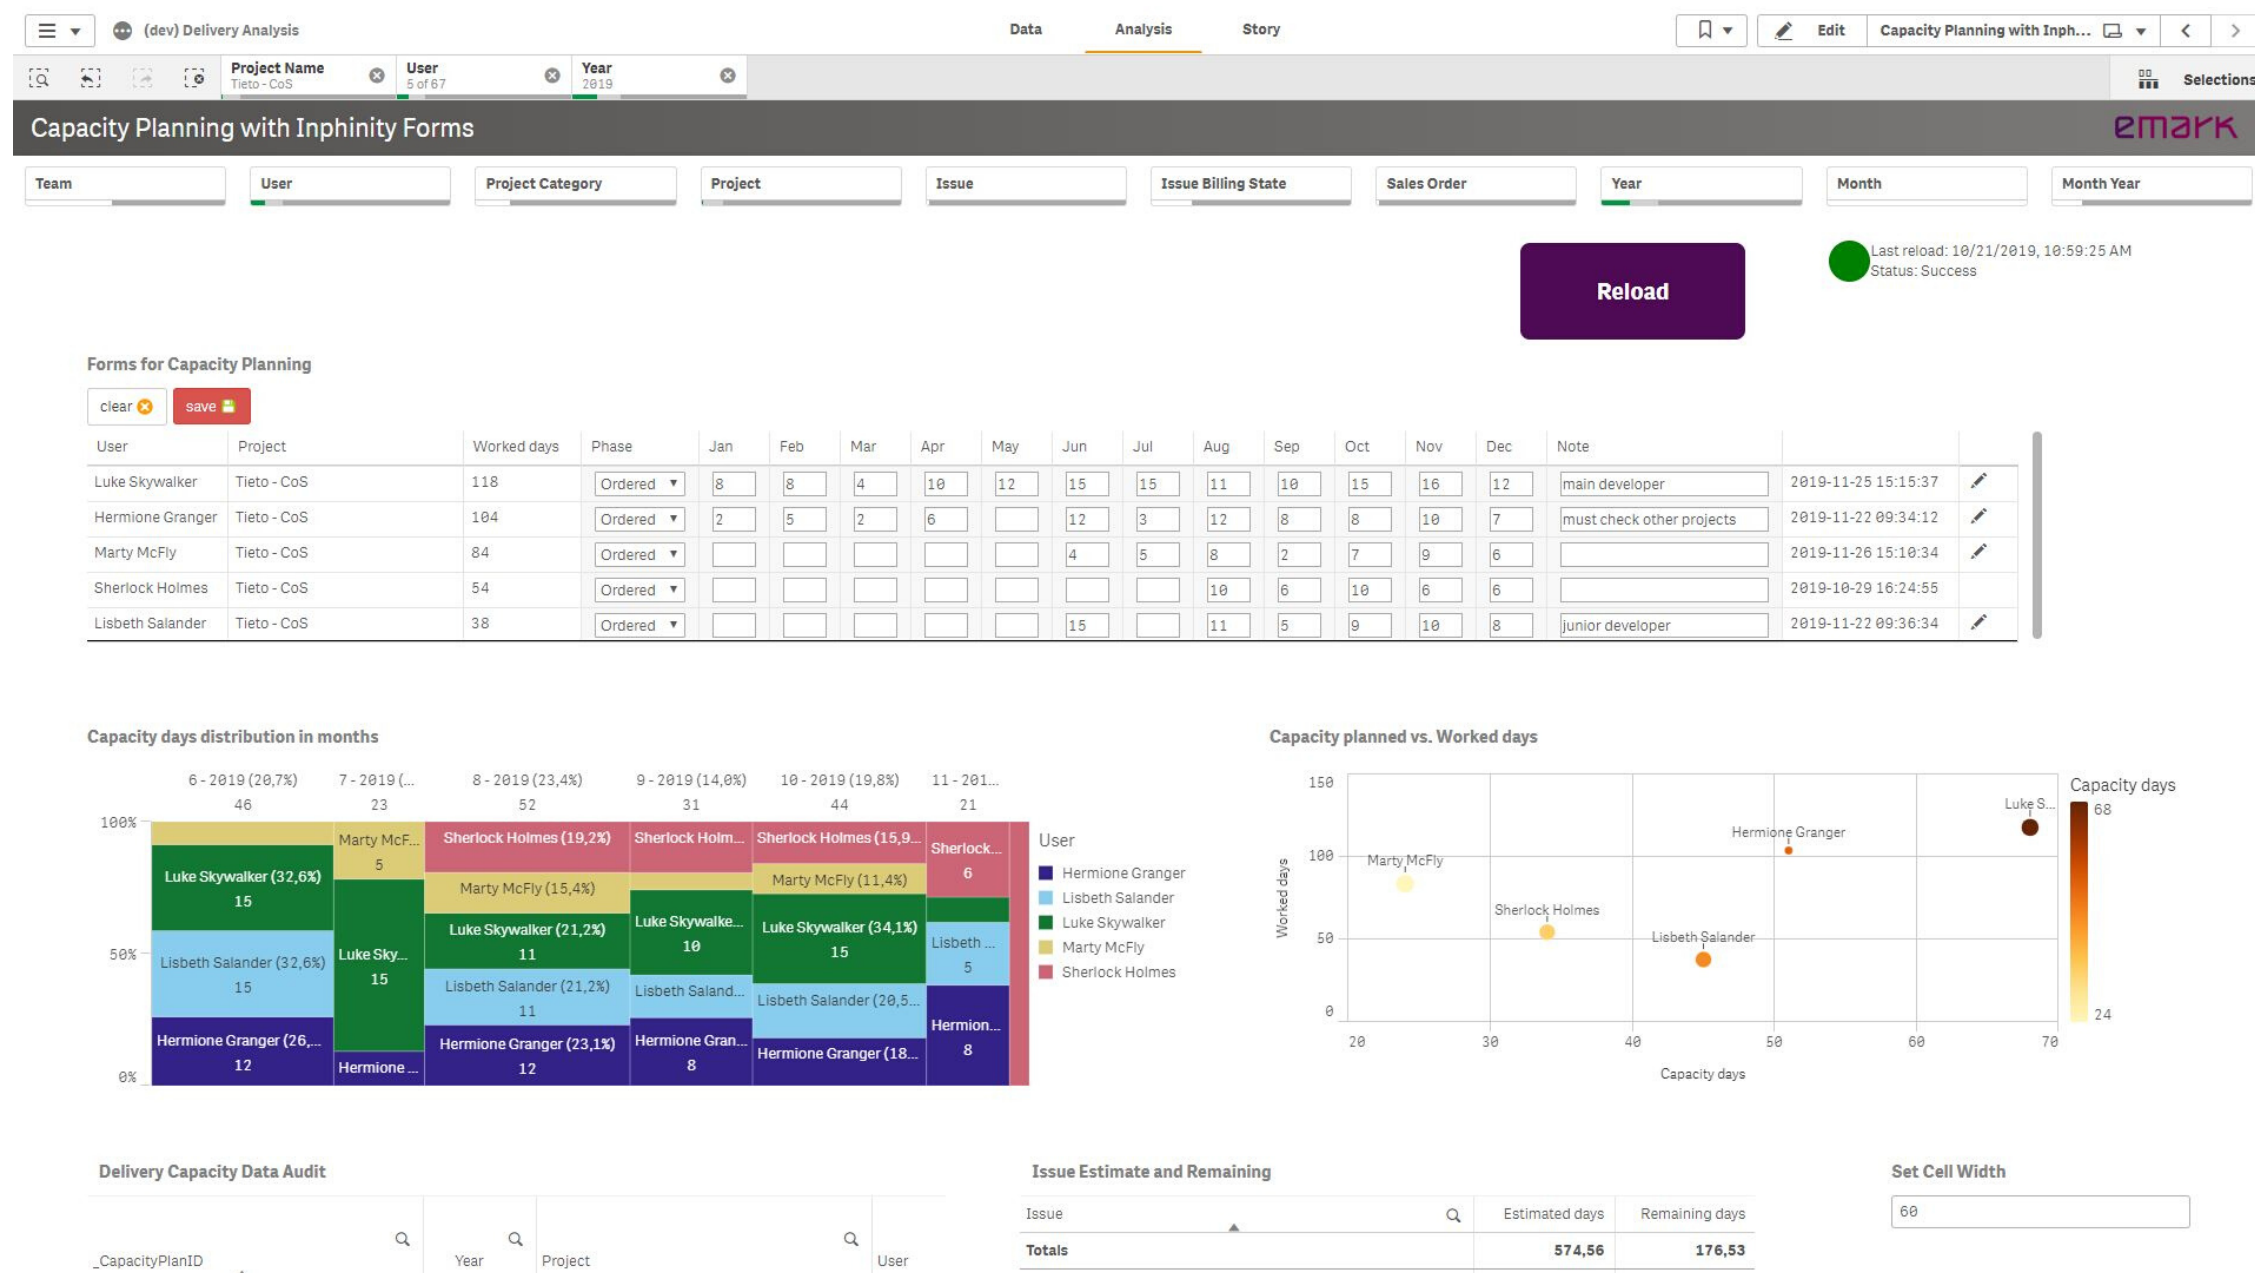 (dev) Delivery Analysis Data Analysis Story Edit Capacity Planning with Inph...
Project Name User Year
Tieto - CoS 5 of 67 2019 Selections
Capacity Planning with Inphinity Forms emark
Team User Project Category Project Issue Issue Billing State Sales Order Year Month Month Year
Reload
Last reload: 10/21/2019, 10:59:25 AM
Status: Success
Forms for Capacity Planning
clear save
User Project Worked days Phase Jan Feb Mar Apr May Jun Jul Aug Sep Oct Nov Dec Note
Luke Skywalker Tieto - CoS 118 Ordered 8 8 4 10 12 15 15 11 10 15 16 12 main developer 2019-11-25 15:15:37
Hermione Granger Tieto - CoS 104 Ordered 2 5 2 6 12 3 12 8 8 10 7 must check other projects 2019-11-22 09:34:12
Marty McFly Tieto - CoS 84 Ordered 4 5 8 2 7 9 6 2019-11-26 15:10:34
Sherlock Holmes Tieto - CoS 54 Ordered 10 6 10 6 6 2019-10-29 16:24:55
Lisbeth Salander Tieto - CoS 38 Ordered 15 11 5 9 10 8 junior developer 2019-11-22 09:36:34
Capacity days distribution in months
6 - 2019 (20,7%) 7 - 2019 (... 8 - 2019 (23,4%) 9 - 2019 (14,0%) 10 - 2019 (19,8%) 11 - 201...
46 23 52 31 44 21
100%
50%
0%
Luke Skywalker (32,6%)
15
Lisbeth Salander (32,6%)
15
Hermione Granger (26,...
12
Marty McF...
5
Luke Sky...
15
Hermione ...
Sherlock Holmes (19,2%)
Marty McFly (15,4%)
Luke Skywalker (21,2%)
11
Lisbeth Salander (21,2%)
11
Hermione Granger (23,1%)
12
Sherlock Holm...
Luke Skywalke...
10
Lisbeth Saland...
Hermione Gran...
8
Sherlock Holmes (15,9...
Marty McFly (11,4%)
Luke Skywalker (34,1%)
15
Lisbeth Salander (20,5...
Hermione Granger (18...
Sherlock...
6
Lisbeth ...
5
Hermion...
8
User
Hermione Granger
Lisbeth Salander
Luke Skywalker
Marty McFly
Sherlock Holmes
Capacity planned vs. Worked days
Worked days
150
100
50
0
Marty McFly
Sherlock Holmes
Lisbeth Salander
Hermione Granger
Luke S...
20 30 40 50 60 70
Capacity days
Capacity days
68
24
Delivery Capacity Data Audit
_CapacityPlanID Year Project User
Issue Estimate and Remaining
Issue Estimated days Remaining days
Totals 574,56 176,53
Set Cell Width
60